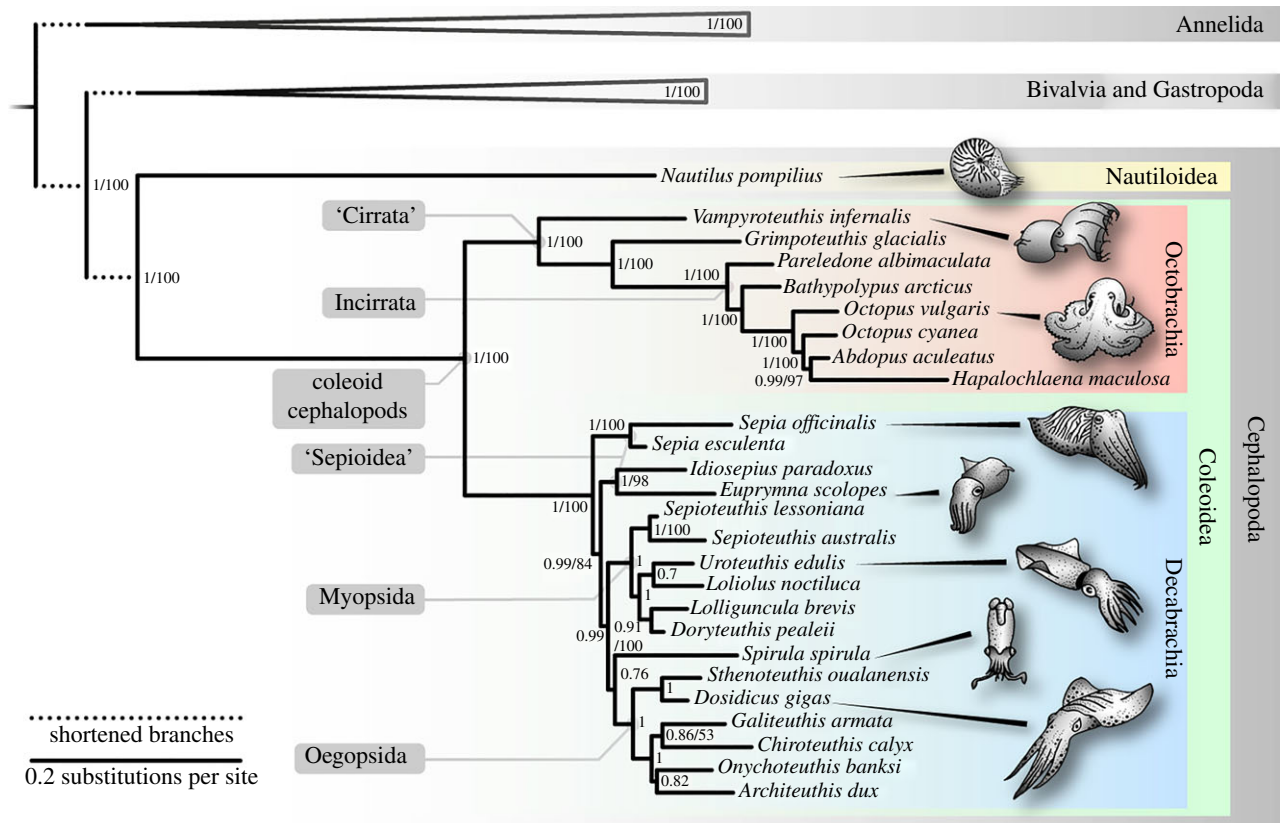 1/100
Annelida
1/100
Bivalvia and Gastropoda
1/100
Nautilus pompilius
Nautiloidea
‘Cirrata’
Vampyroteuthis infernalis
1/100
Grimpoteuthis glacialis
1/100
Pareledone albimaculata
1/100
1/100
Bathypolypus arcticus
Incirrata
Octopus vulgaris
1/100
Octopus cyanea
1/100
Abdopus aculeatus
1/100
1/100
0.99/97
Hapalochlaena maculosa
Octobrachia
coleoid
cephalopods
Sepia officinalis
1/100
Sepia esculenta
‘Sepioidea’
Idiosepius paradoxus
1/98
Euprymna scolopes
1/100
Sepioteuthis lessoniana
1/100
Sepioteuthis australis
0.99/84
1
Uroteuthis edulis
0.7
Loliolus noctiluca
Myopsida
1
Lolliguncula brevis
0.91
Doryteuthis pealeii
0.99
/100
Spirula spirula
0.76
Sthenoteuthis oualanensis
1
Dosidicus gigas
1
Galiteuthis armata
0.86/53
Chiroteuthis calyx
Oegopsida
1
Onychoteuthis banksi
0.82
Architeuthis dux
Decabrachia
Coleoidea
Cephalopoda
shortened branches
0.2 substitutions per site